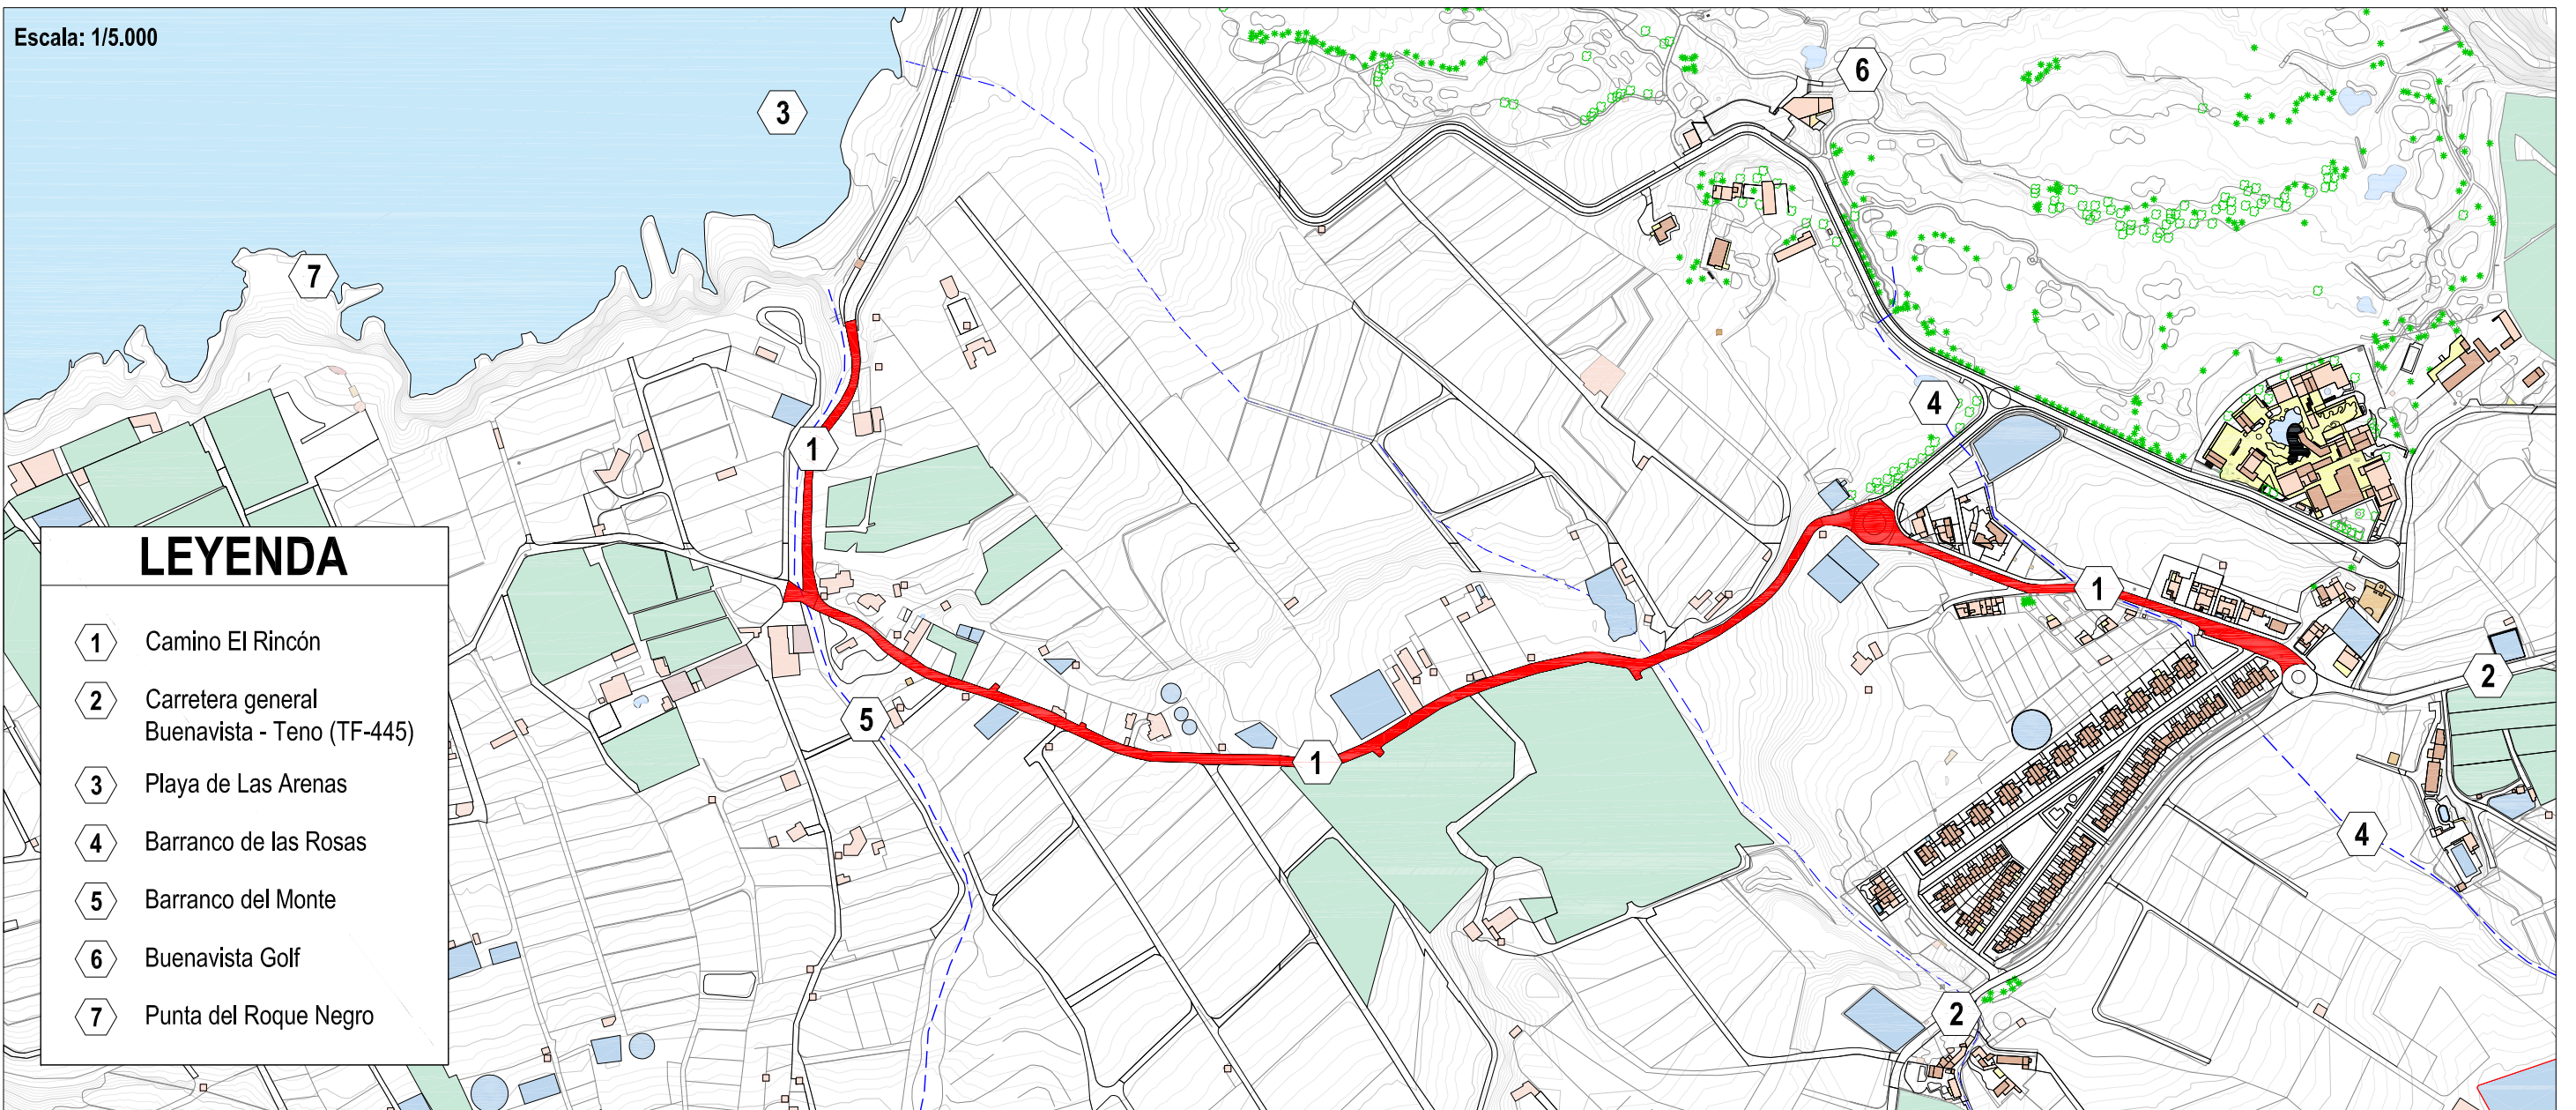 Escala: 1/5.000
6
3
7
4
1
1
2
5
1
4
2
LEYENDA
1 Camino El Rincón
2 Carretera general
Buenavista - Teno (TF-445)
3 Playa de Las Arenas
4 Barranco de las Rosas
5 Barranco del Monte
6 Buenavista Golf
7 Punta del Roque Negro